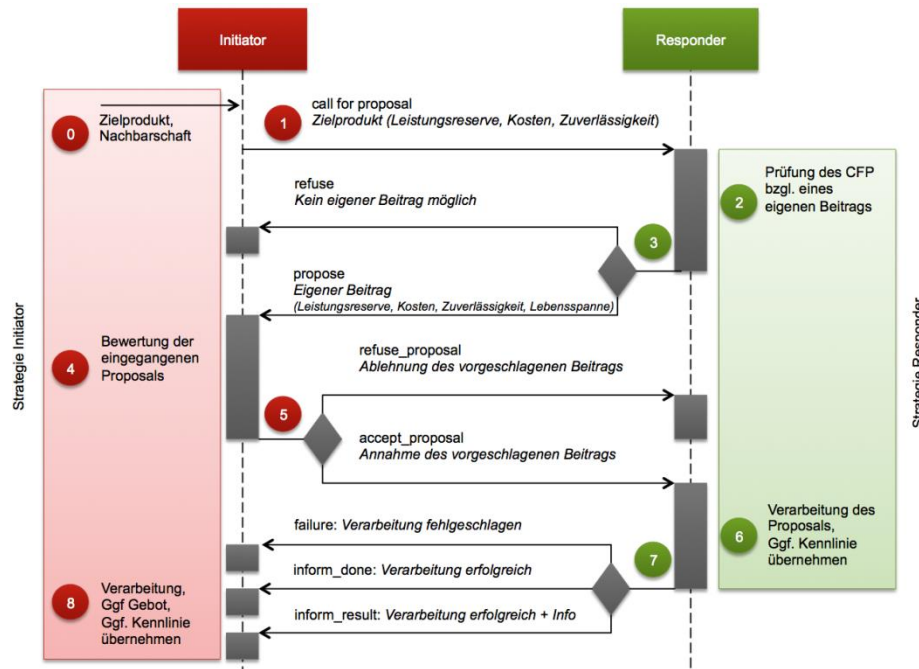 Initiator
Responder
0
Zielprodukt,
Nachbarschaft
1
call for proposal
Zielprodukt (Leistungsreserve, Kosten, Zuverlässigkeit)
2
Prüfung des CFP
bzgl. eines
eigenen Beitrags
refuse
Kein eigener Beitrag möglich
3
propose
Eigener Beitrag
(Leistungsreserve, Kosten, Zuverlässigkeit, Lebensspanne)
Strategie Initiator
4
Bewertung der
eingegangenen
Proposals
refuse_proposal
Ablehnung des vorgeschlagenen Beitrags
5
accept_proposal
Annahme des vorgeschlagenen Beitrags
Strategie Responder
6
Verarbeitung des
Proposals,
Ggf. Kennlinie
übernehmen
failure: Verarbeitung fehlgeschlagen
7
inform_done: Verarbeitung erfolgreich
8
Verarbeitung,
Ggf Gebot,
Ggf. Kennlinie
übernehmen
inform_result: Verarbeitung erfolgreich + Info